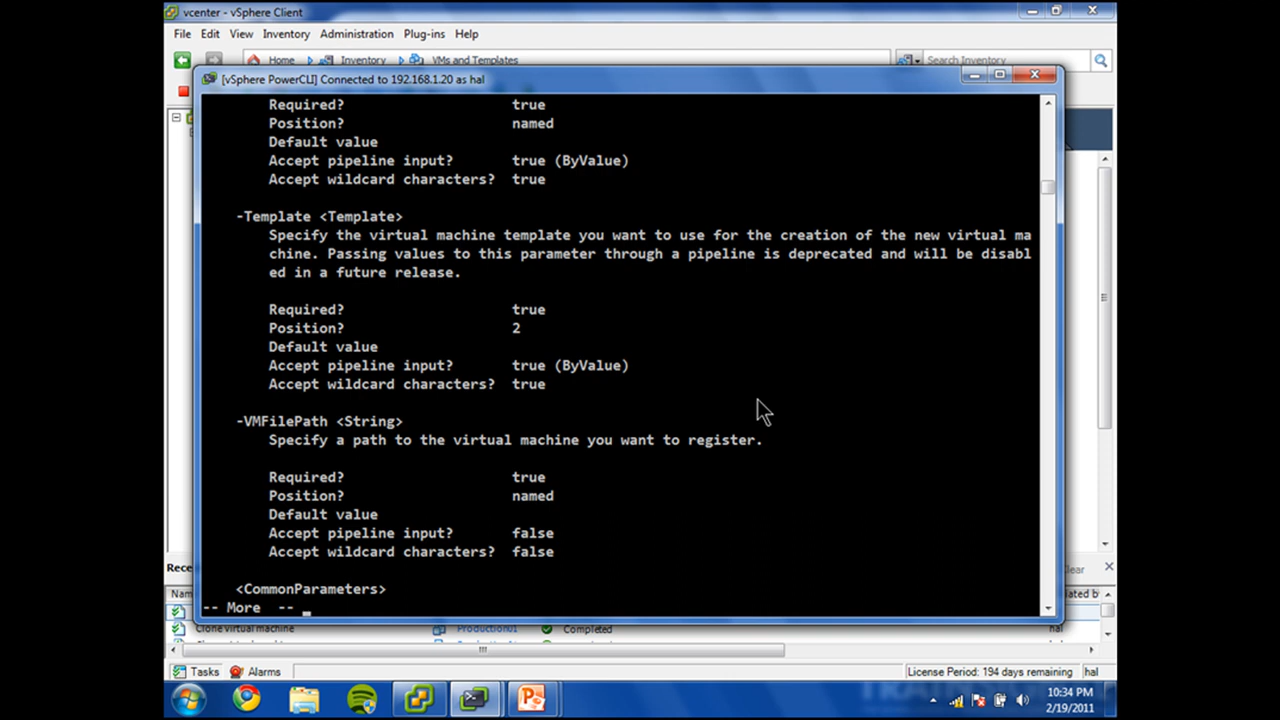 vcenter - vSphere Client
File Edit View Inventory Administration Plug-ins Help
Home Inventory VMs and Templates Search Inventory
[vSphere PowerCLI] Connected to 192.168.1.20 as hal
Required? true
Position? named
Default value
Accept pipeline input? true (ByValue)
Accept wildcard characters? true
-Template <Template>
Specify the virtual machine template you want to use for the creation of the new virtual ma
chine. Passing values to this parameter through a pipeline is deprecated and will be disabl
ed in a future release.
Required? true
Position? 2
Default value
Accept pipeline input? true (ByValue)
Accept wildcard characters? true
-VMFilePath <String>
Specify a path to the virtual machine you want to register.
Required? true
Position? named
Default value
Accept pipeline input? false
Accept wildcard characters? false
<CommonParameters>
-- More --
Clone virtual machine Production01 Completed hal
Tasks Alarms License Period: 194 days remaining hal
10:34 PM
2/19/2011